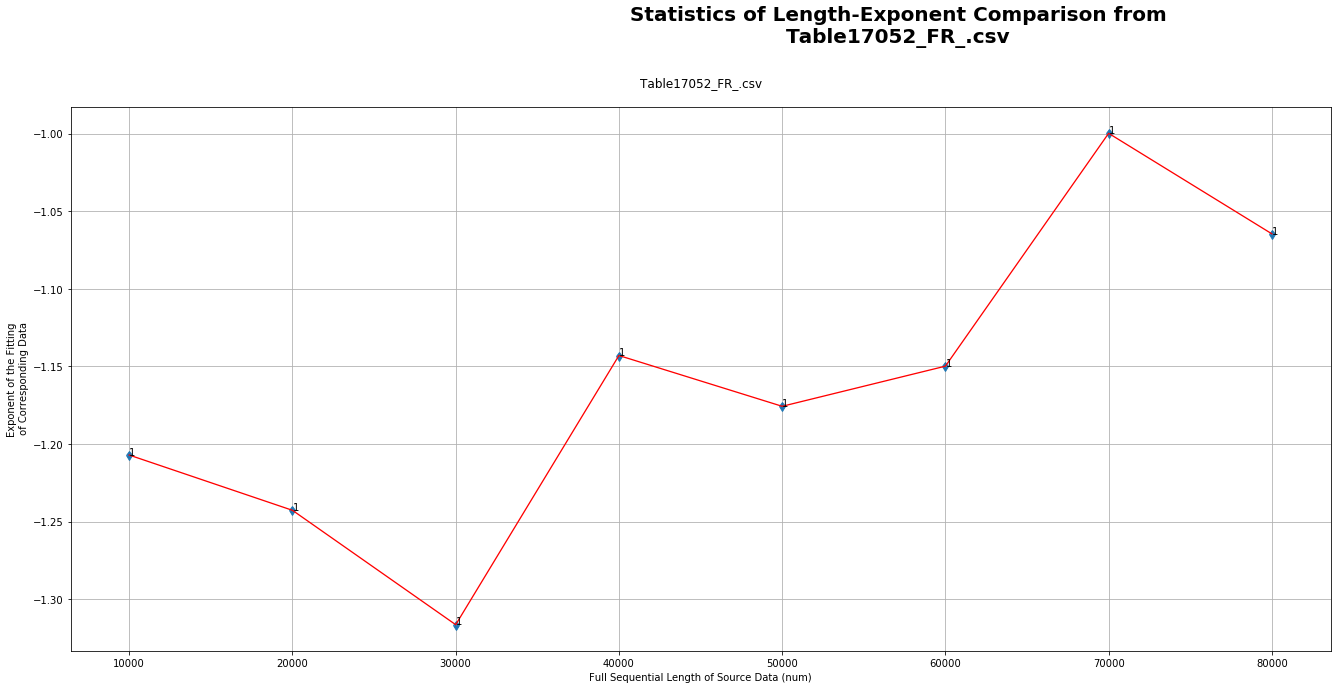 Statistics of Length-Exponent Comparison from
Table17052_FR_.csv
Table17052_FR_.csv
−1.00
−1.05
−1.10
−1.15
−1.20
−1.25
−1.30
Exponent of the Fitting
of Corresponding Data
1
1
1
1
1
1
1
1
10000 20000 30000 40000 50000 60000 70000 80000
Full Sequential Length of Source Data (num)